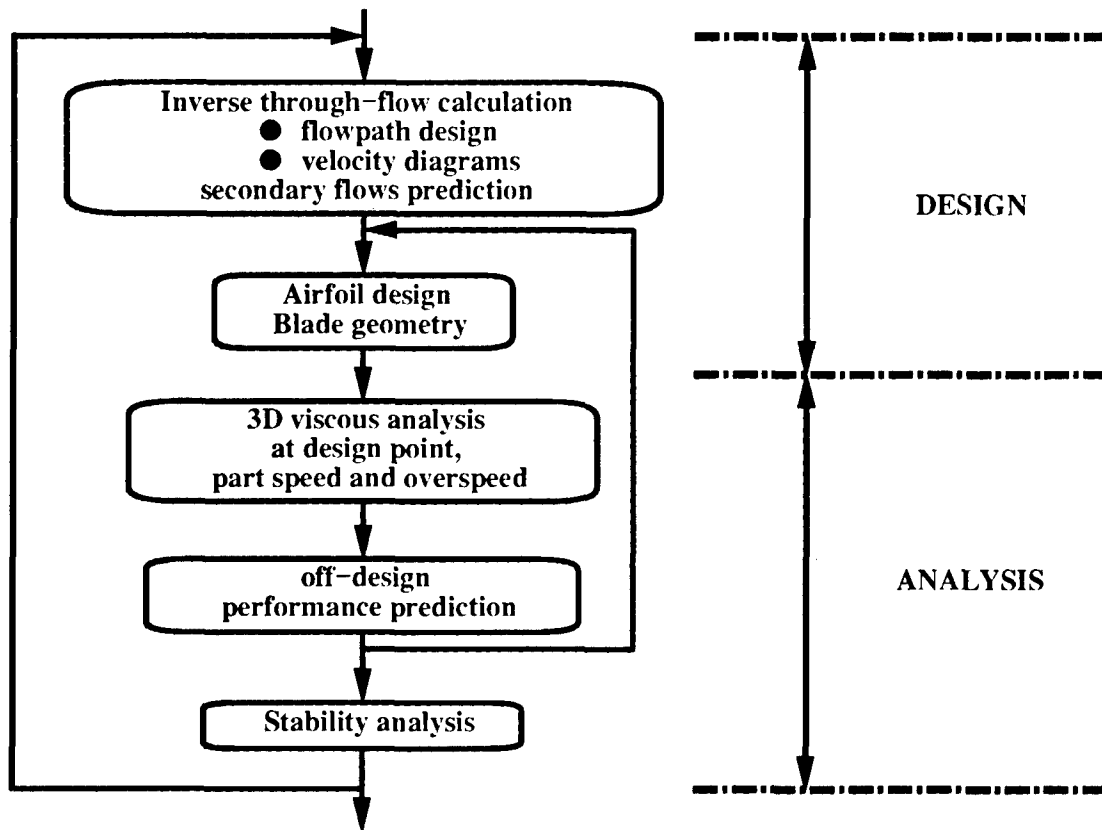 Inverse through-flow calculation
● flowpath design
● velocity diagrams
secondary flows prediction
Airfoil design
Blade geometry
3D viscous analysis
at design point,
part speed and overspeed
off-design
performance prediction
Stability analysis
DESIGN
ANALYSIS